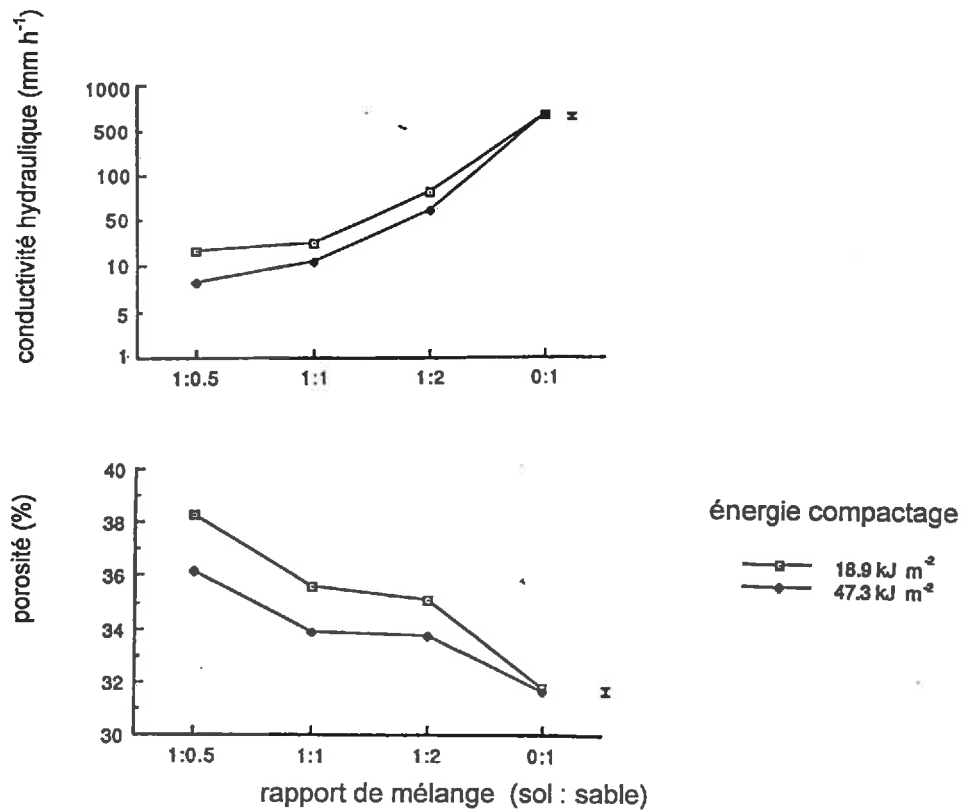 conductivité hydraulique (mm h⁻¹)
1000
500
100
50
10
5
1
1:0.5 1:1 1:2 0:1
porosité (%)
40
38
36
34
32
30
1:0.5 1:1 1:2 0:1
rapport de mélange (sol : sable)
énergie compactage
18.9 kJ m⁻²
47.3 kJ m⁻²